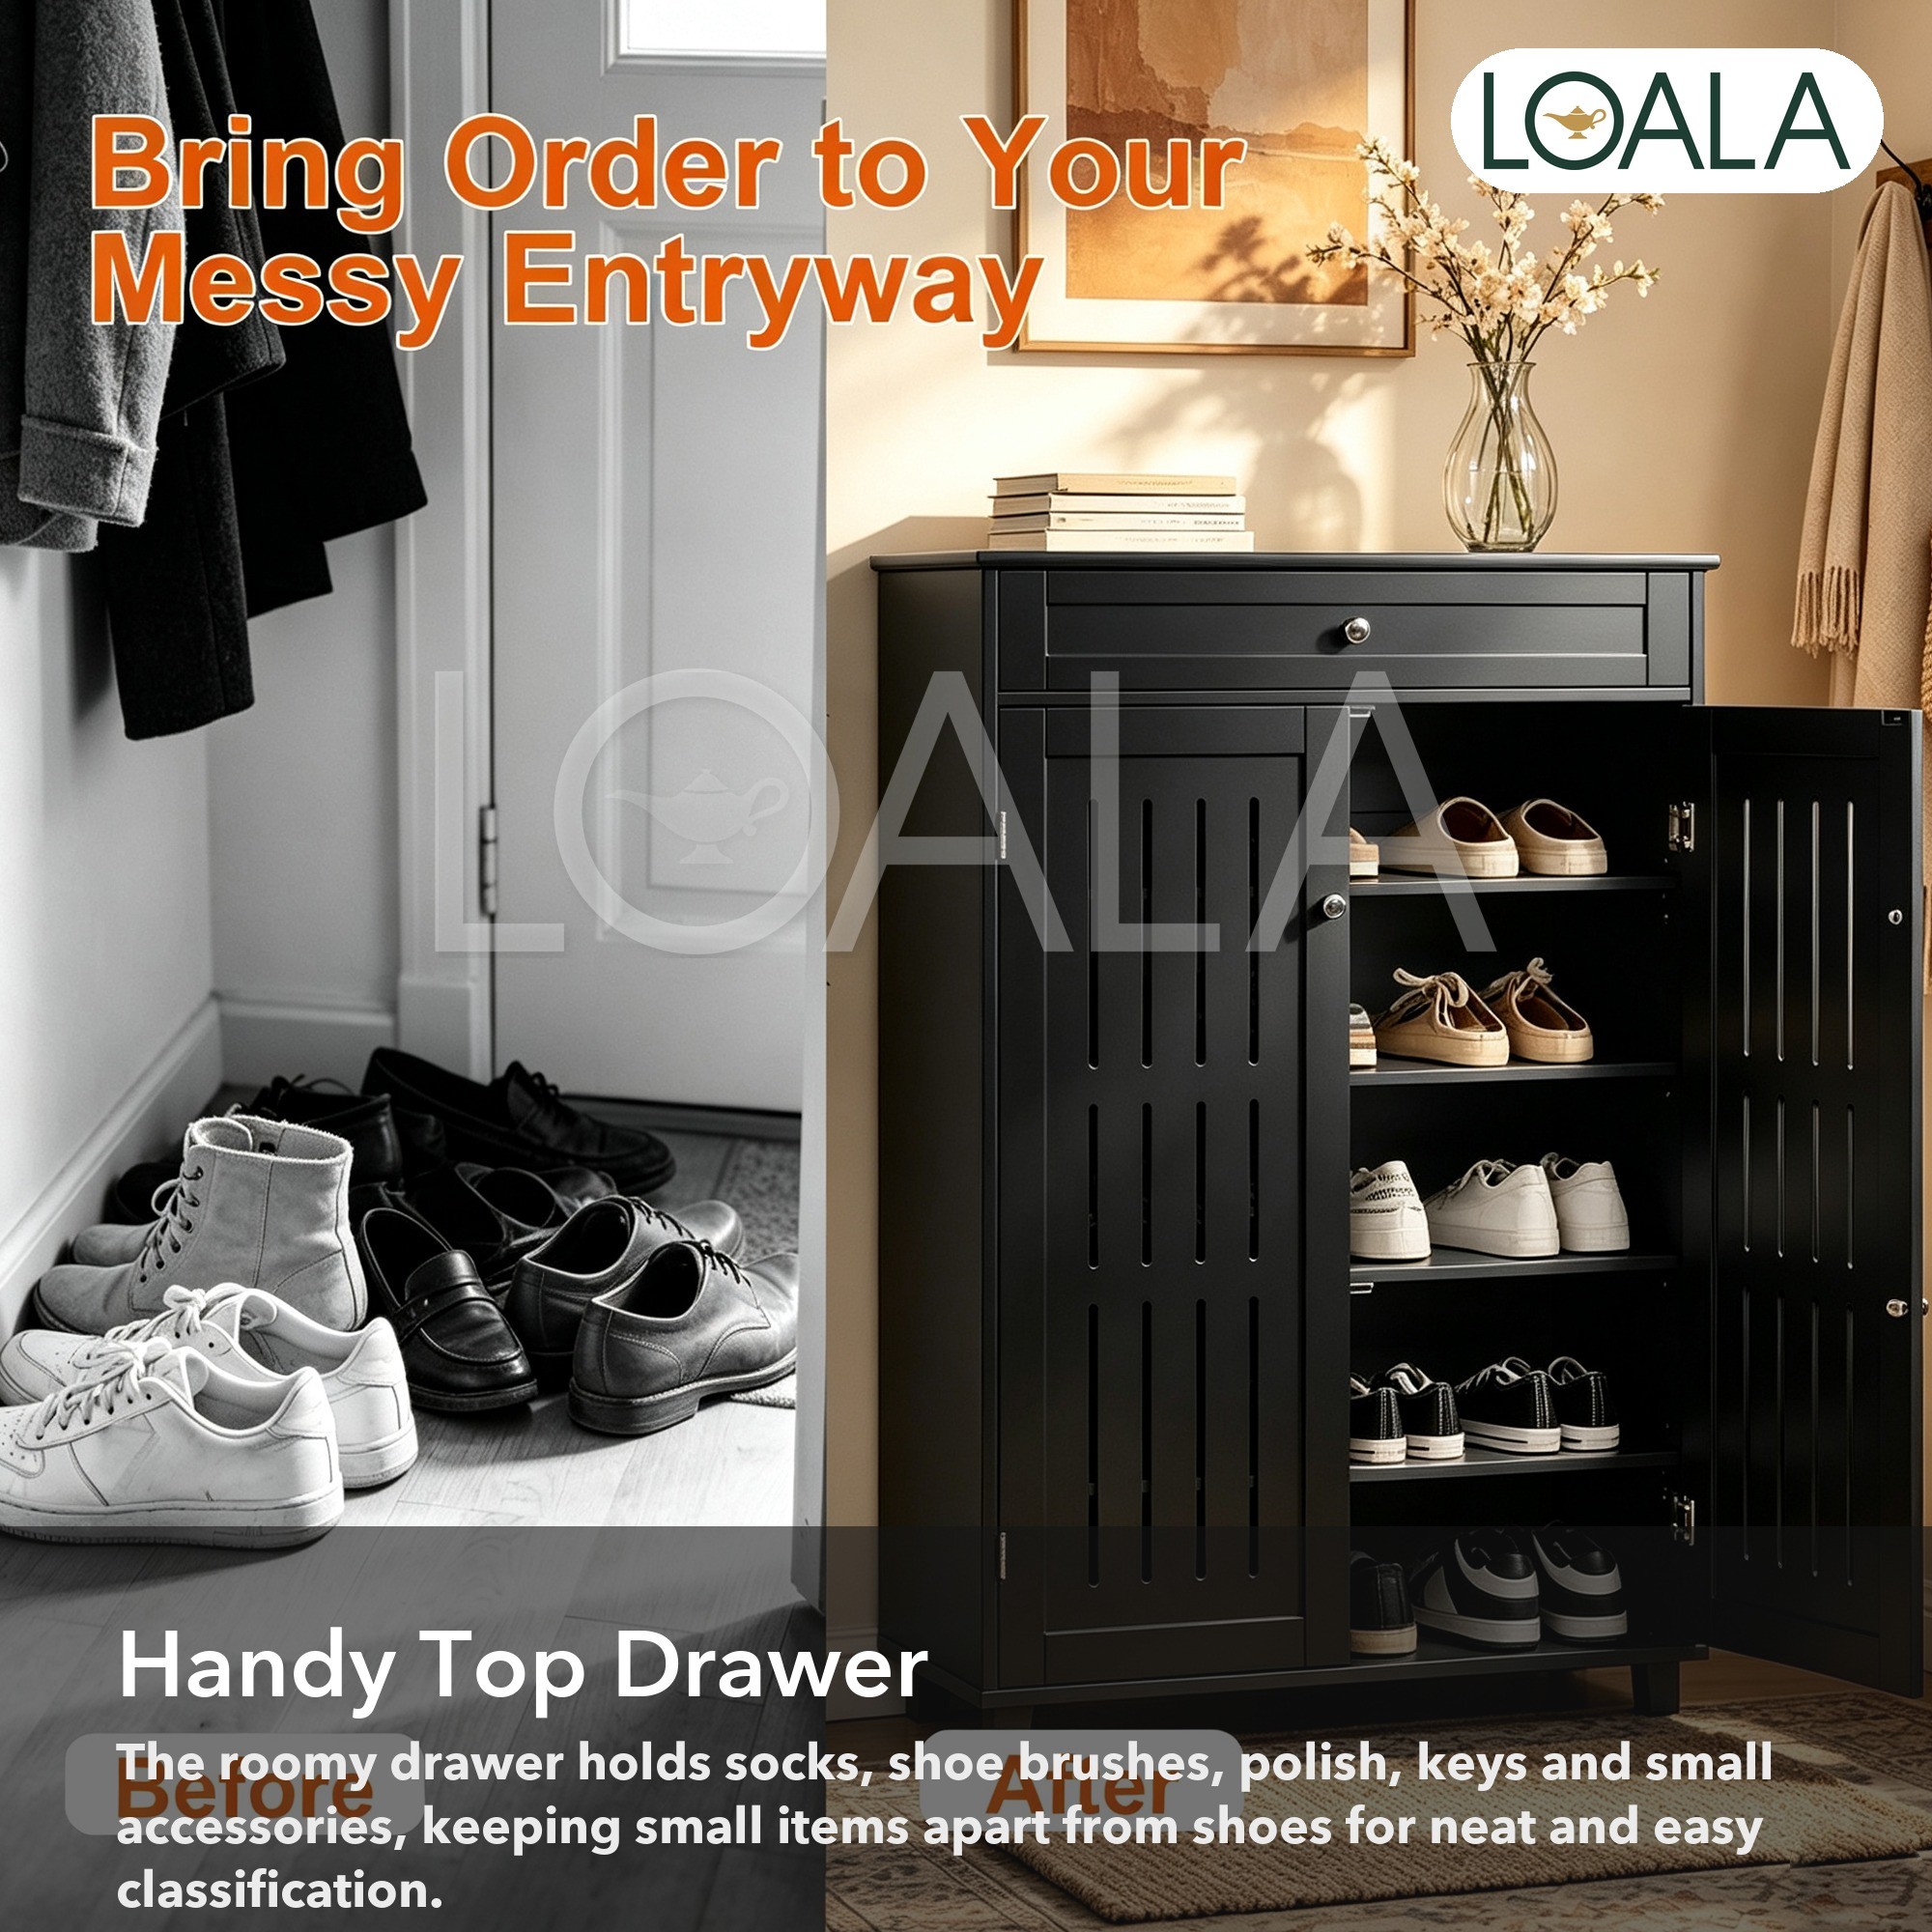 LOALA
Bring Order to Your
Messy Entryway
LOALA
Handy Top Drawer
Before
After
The roomy drawer holds socks, shoe brushes, polish, keys and small
accessories, keeping small items apart from shoes for neat and easy
classification.